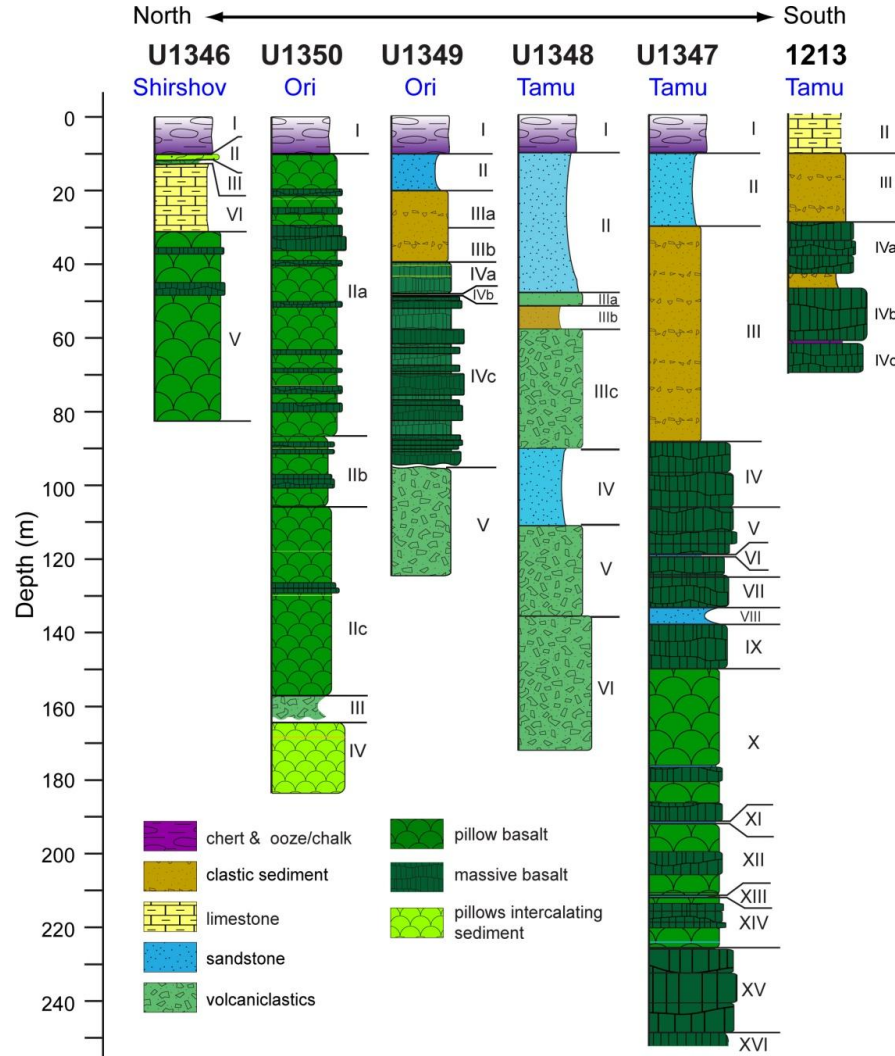 North South
U1346 U1350 U1349 U1348 U1347 1213
Shirshov Ori Ori Tamu Tamu Tamu
Depth (m)
0
20
40
60
80
100
120
140
160
180
200
220
240
I
II
III
VI
V
I
IIa
IIb
IIc
III
IV
I
II
IIIa
IIIb
IVa
IVb
IVc
V
I
II
IIIa
IIIb
IIIc
IV
V
VI
I
II
III
IV
V
VI
VII
VIII
IX
X
XI
XII
XIII
XIV
XV
XVI
II
III
IVa
IVb
IVc
chert & ooze/chalk
clastic sediment
limestone
sandstone
volcaniclastics
pillow basalt
massive basalt
pillows intercalating
sediment